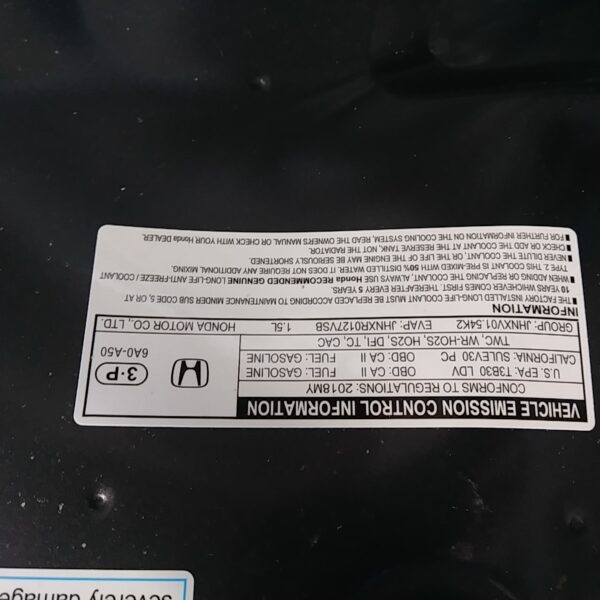 VEHICLE EMISSION CONTROL INFORMATION
CONFORMS TO REGULATIONS: 2018MY
U.S. EPA: T3B30 LDV OBD: CA II FUEL: GASOLINE
CALIFORNIA: SULEV30 PC OBD: CA II FUEL: GASOLINE
TWC, WR-HO2S, HO2S, DFI, TC, CAC
3-P
6A0-A50
GROUP: JHNXV01.54K2 EVAP: JHNXR0127VSB 1.5L HONDA MOTOR CO., LTD.
INFORMATION
■ THE FACTORY INSTALLED LONG-LIFE COOLANT MUST BE REPLACE ACCORDING TO MAINTENANCE MINDER SUB CODE 5, OR AT
10 YEARS, WHICHEVER COMES FIRST. THEREAFTER EVERY 5 YEARS.
■ WHEN ADDING OR REPLACING THE COOLANT, ALWAYS USE Honda RECOMMENDED GENUINE LONG-LIFE ANTI-FREEZE/COOLANT
TYPE 2. THIS COOLANT IS PRE-MIXED WITH 50% DISTILLED WATER. IT DOES NOT REQUIRE ANY ADDITIONAL MIXING.
■ NEVER DILUTE THE COOLANT, OR THE LIFE OF THE ENGINE MAY BE SERIOUSLY SHORTENED.
■ CHECK OR ADD COOLANT AT THE RESERVE TANK, NOT THE RADIATOR.
■ FOR FURTHER INFORMATION ON THE COOLING SYSTEM, READ THE OWNERS MANUAL OR CHECK WITH YOUR Honda DEALER.
severely damage